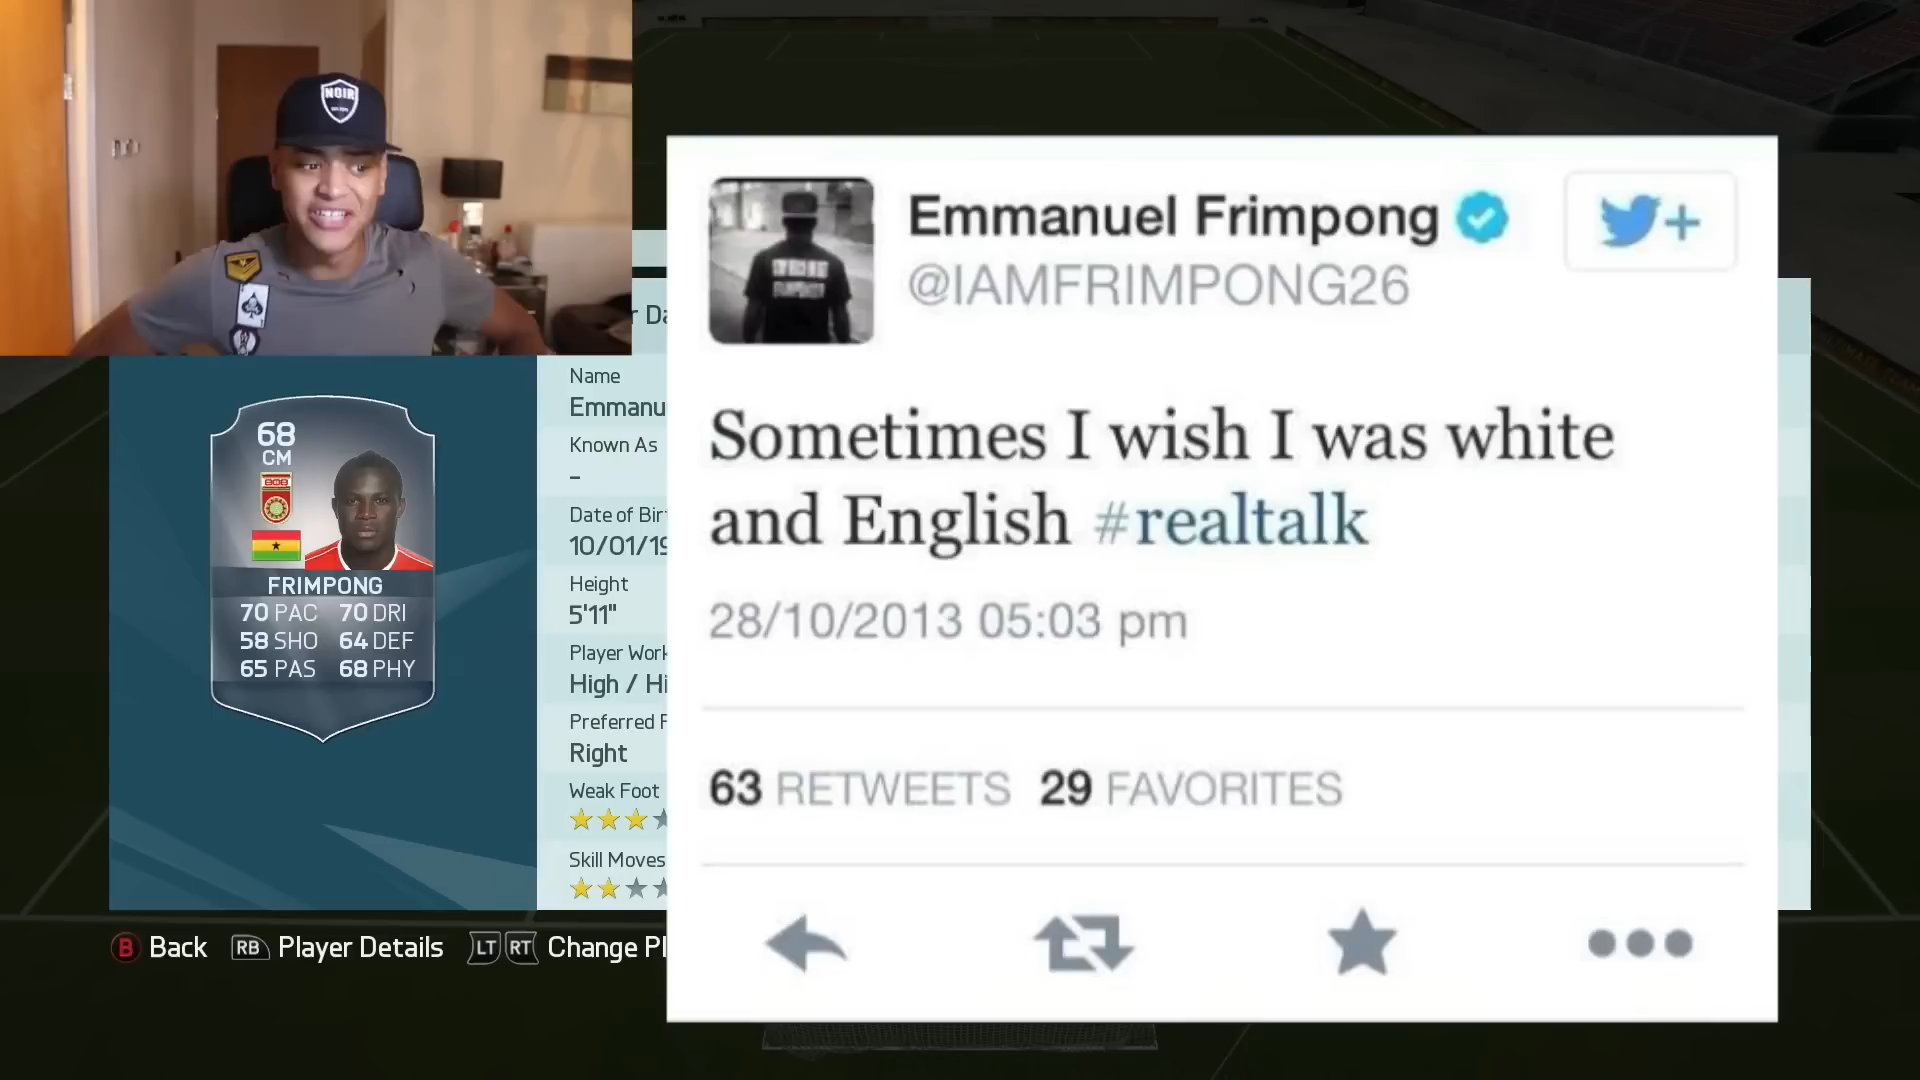 NOIR
Emmanuel Frimpong
@IAMFRIMPONG26
Sometimes I wish I was white
and English #realtalk
28/10/2013 05:03 pm
63 RETWEETS 29 FAVORITES
68
CM
FRIMPONG
70 PAC 70 DRI
58 SHO 64 DEF
65 PAS 68 PHY
Name
Emmanu
Known As
-
Date of Bir
10/01/19
Height
5'11"
Player Work
High / Hi
Preferred F
Right
Weak Foot
Skill Moves
B Back RB Player Details LT RT Change Pl